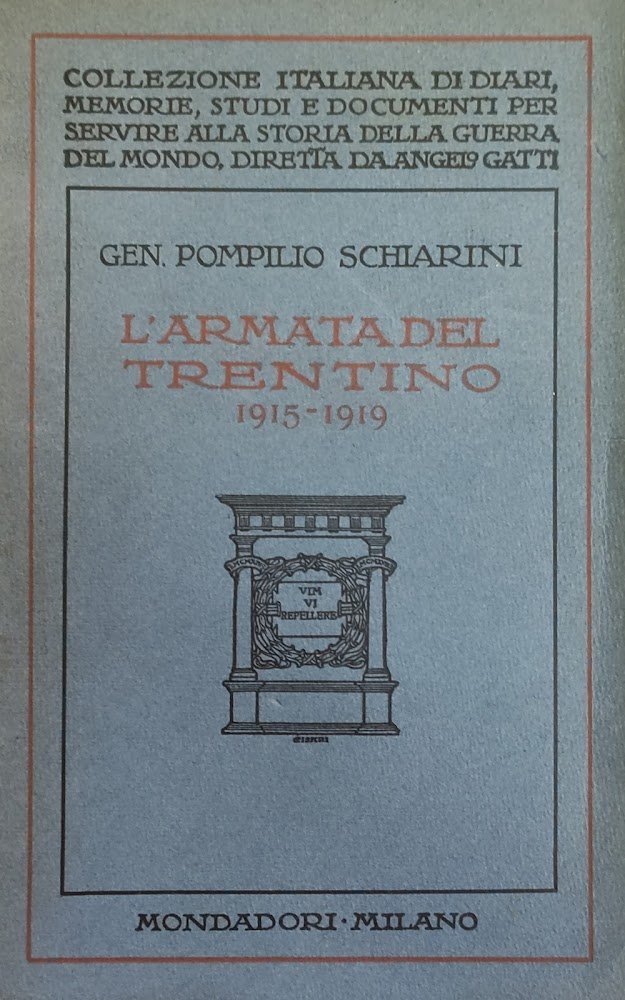 COLLEZIONE ITALIANA DI DIARI,
MEMORIE, STUDI E DOCUMENTI PER
SERVIRE ALLA STORIA DELLA GUERRA
DEL MONDO, DIRETTA DA ANGELO GATTI
GEN. POMPILIO SCHIARINI
L'ARMATA DEL
TRENTINO
1915-1919
VIM
VI
REPELLERE
MONDADORI · MILANO